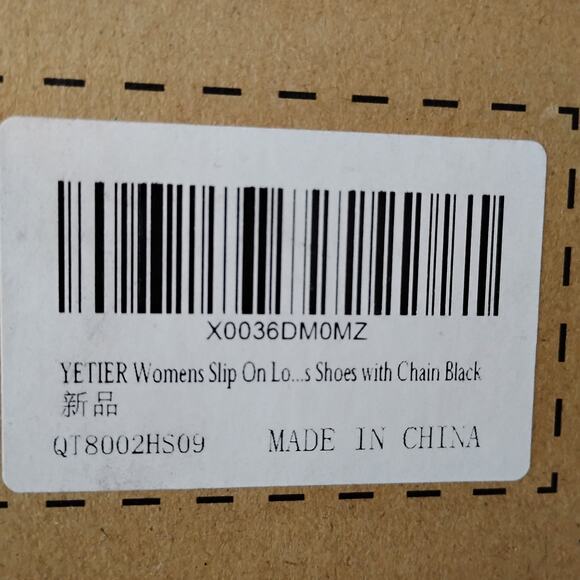 X0036DM0MZ
YETIER Womens Slip On Lo...s Shoes with Chain Black
新品
QT8002HS09 MADE IN CHINA